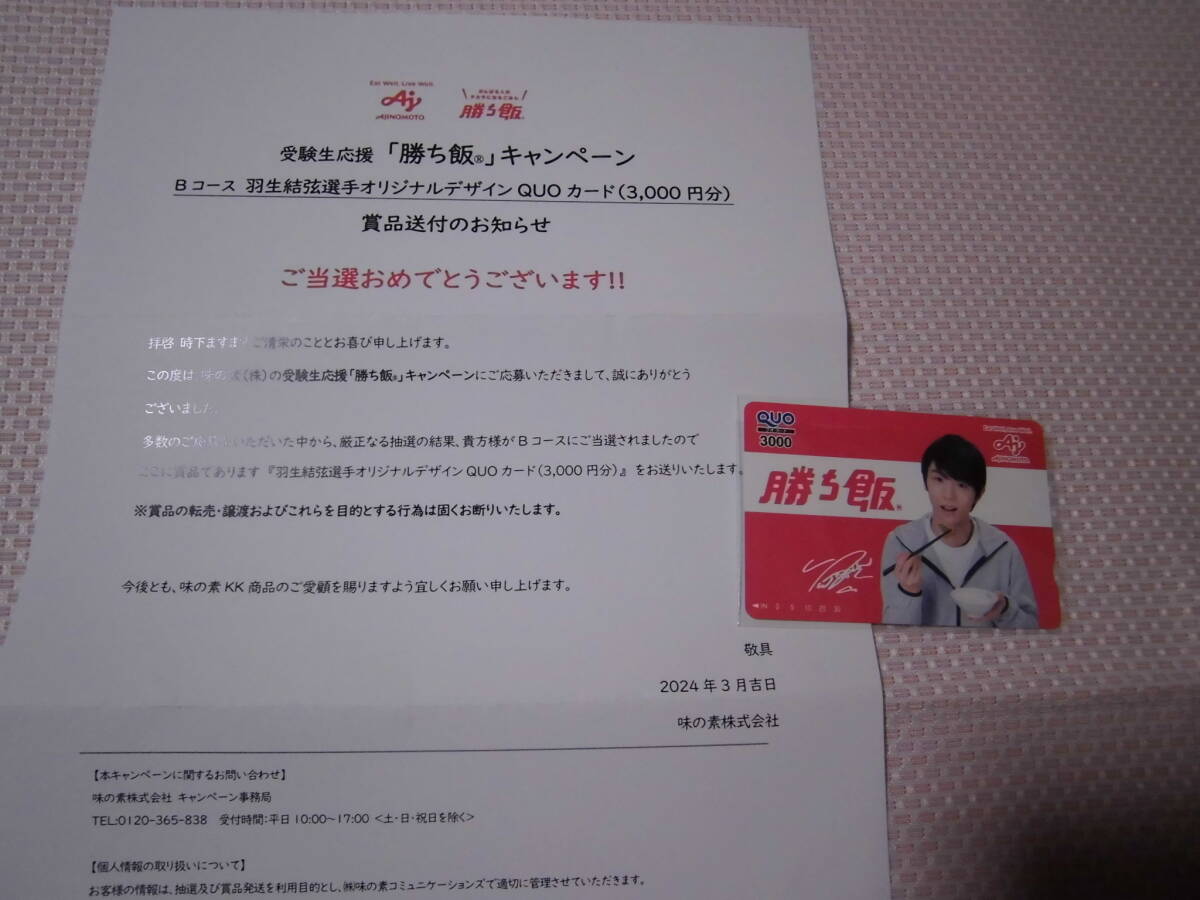 Eat Well, Live Well.
Aj
AJINOMOTO
勝ち飯®
受験生応援「勝ち飯®」キャンペーン
Bコース 羽生結弦選手オリジナルデザインQUOカード(3,000円分)
賞品送付のお知らせ
ご当選おめでとうございます!!
拝啓 時下ますますご清栄のこととお喜び申し上げます。
この度は、味の素(株)の受験生応援「勝ち飯®」キャンペーンにご応募いただきまして、誠にありがとう
ございました。
多数のご応募をいただいた中から、厳正なる抽選の結果、貴方様がBコースにご当選されましたので
ここに賞品であります『羽生結弦選手オリジナルデザインQUOカード(3,000円分)』をお送りいたします。
※賞品の転売・譲渡およびこれらを目的とする行為は固くお断りいたします。
今後とも、味の素KK商品のご愛顧を賜りますよう宜しくお願い申し上げます。
敬具
2024年3月吉日
味の素株式会社
【本キャンペーンに関するお問い合わせ】
味の素株式会社 キャンペーン事務局
TEL:0120-365-838 受付時間:平日10:00~17:00 <土・日・祝日を除く>
【個人情報の取り扱いについて】
お客様の情報は、抽選及び賞品発送を利用目的とし、㈱味の素コミュニケーションズで適切に管理させていただきます。
QUO
3000
Eat Well, Live Well.
Aj
AJINOMOTO
勝ち飯®
◀IN 0 5 10 20 30